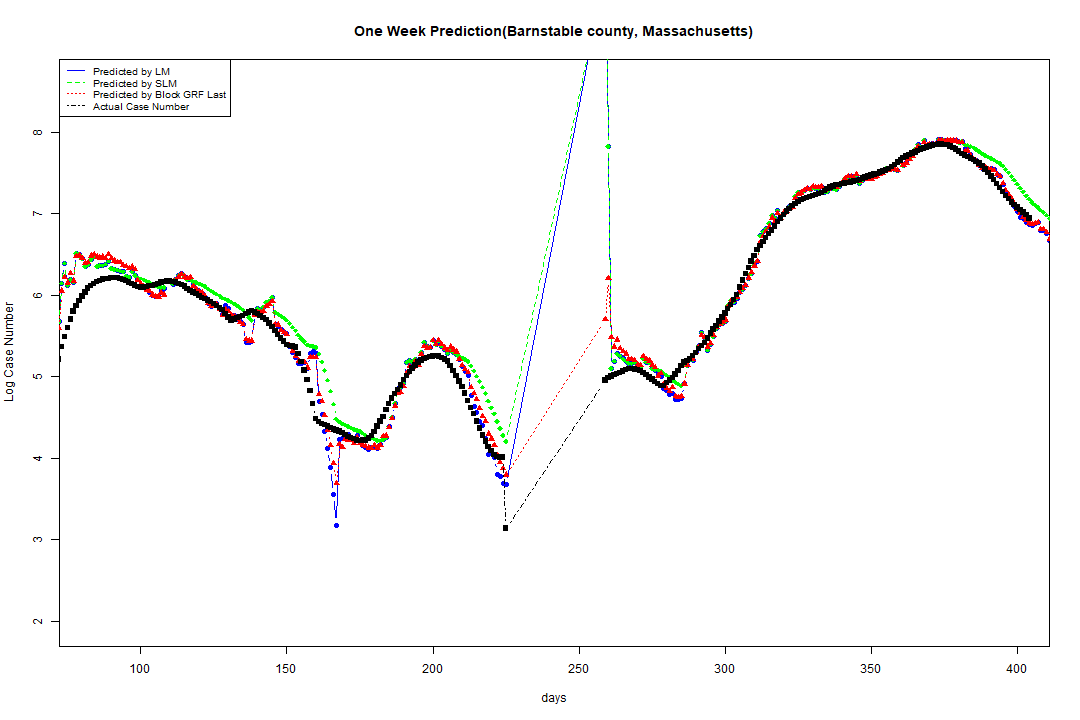 One Week Prediction(Barnstable county, Massachusetts)
Predicted by LM
Predicted by SLM
Predicted by Block GRF Last
Actual Case Number
8
7
6
5
4
3
2
Log Case Number
100 150 200 250 300 350 400
days